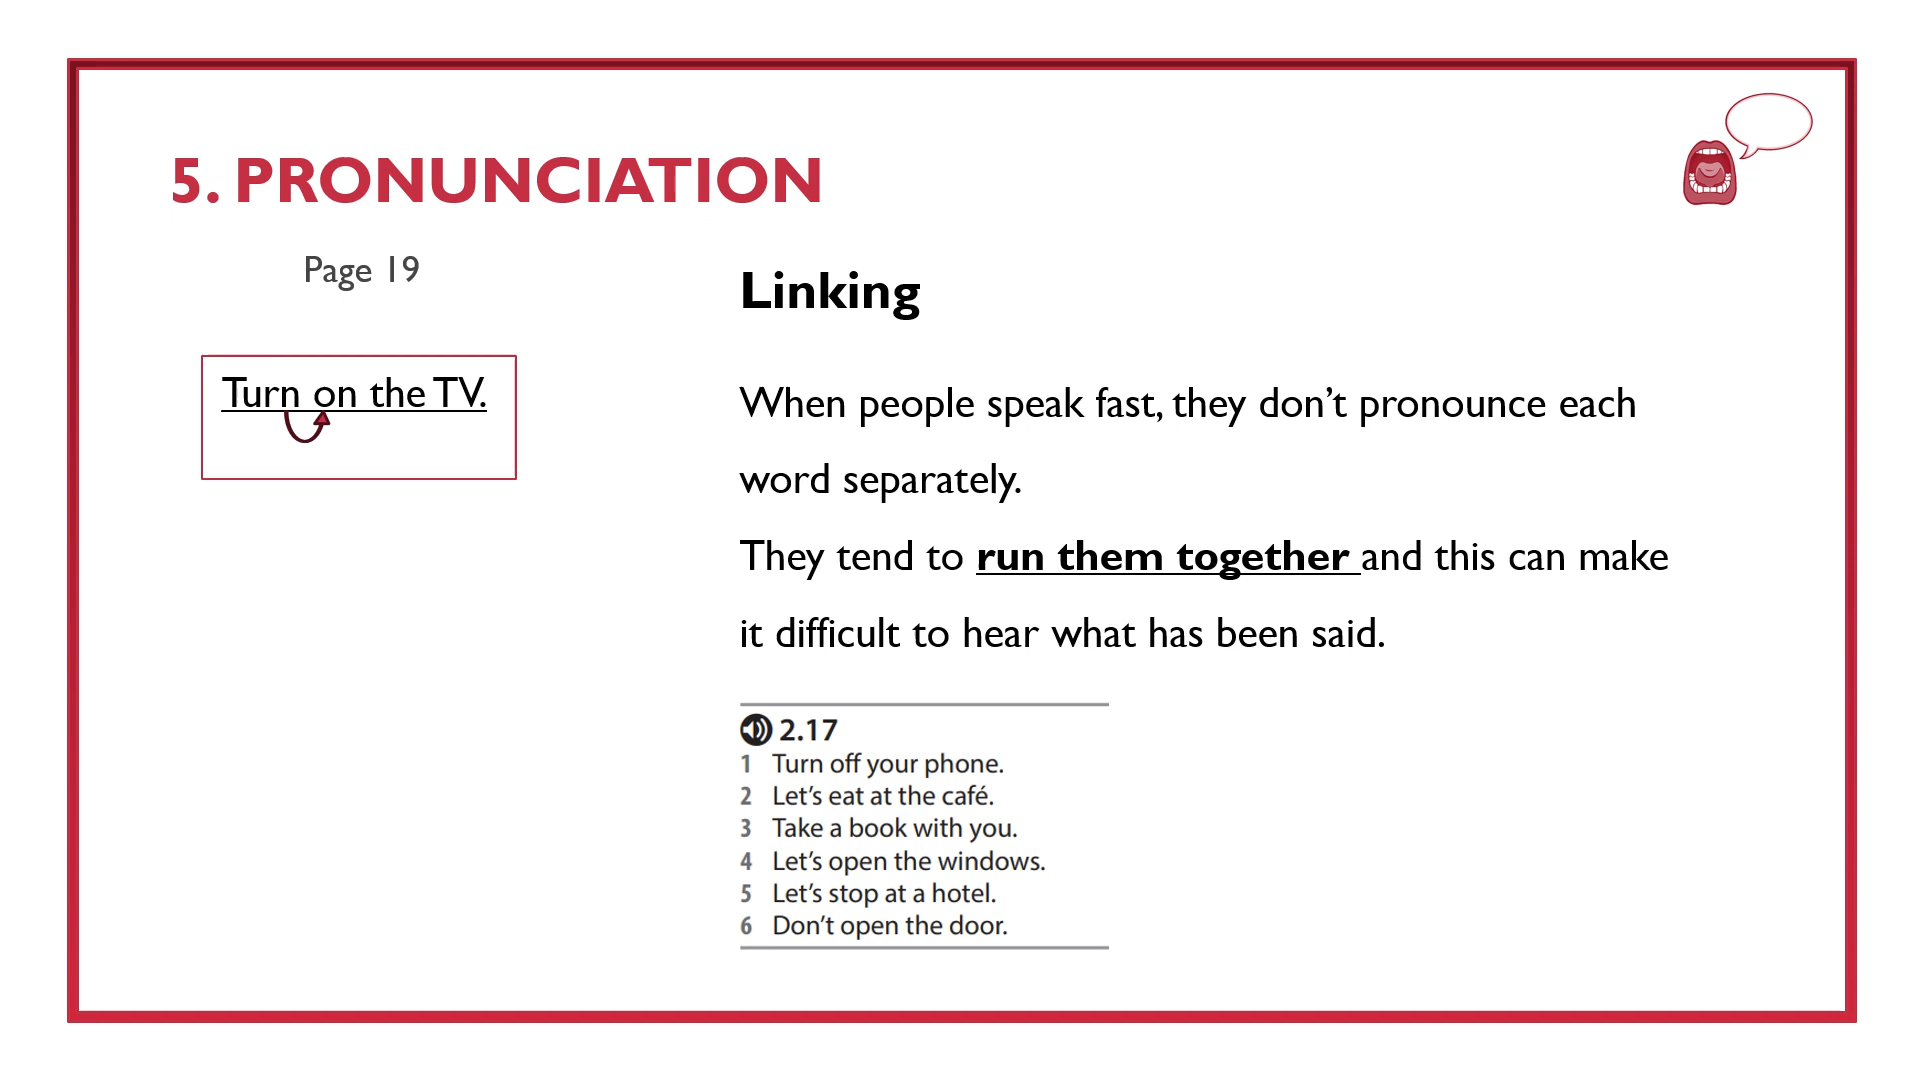 5. PRONUNCIATION
Page 19
Turn on the TV.
Linking
When people speak fast, they don’t pronounce each
word separately.
They tend to run them together and this can make
it difficult to hear what has been said.
2.17
1 Turn off your phone.
2 Let’s eat at the café.
3 Take a book with you.
4 Let’s open the windows.
5 Let’s stop at a hotel.
6 Don’t open the door.